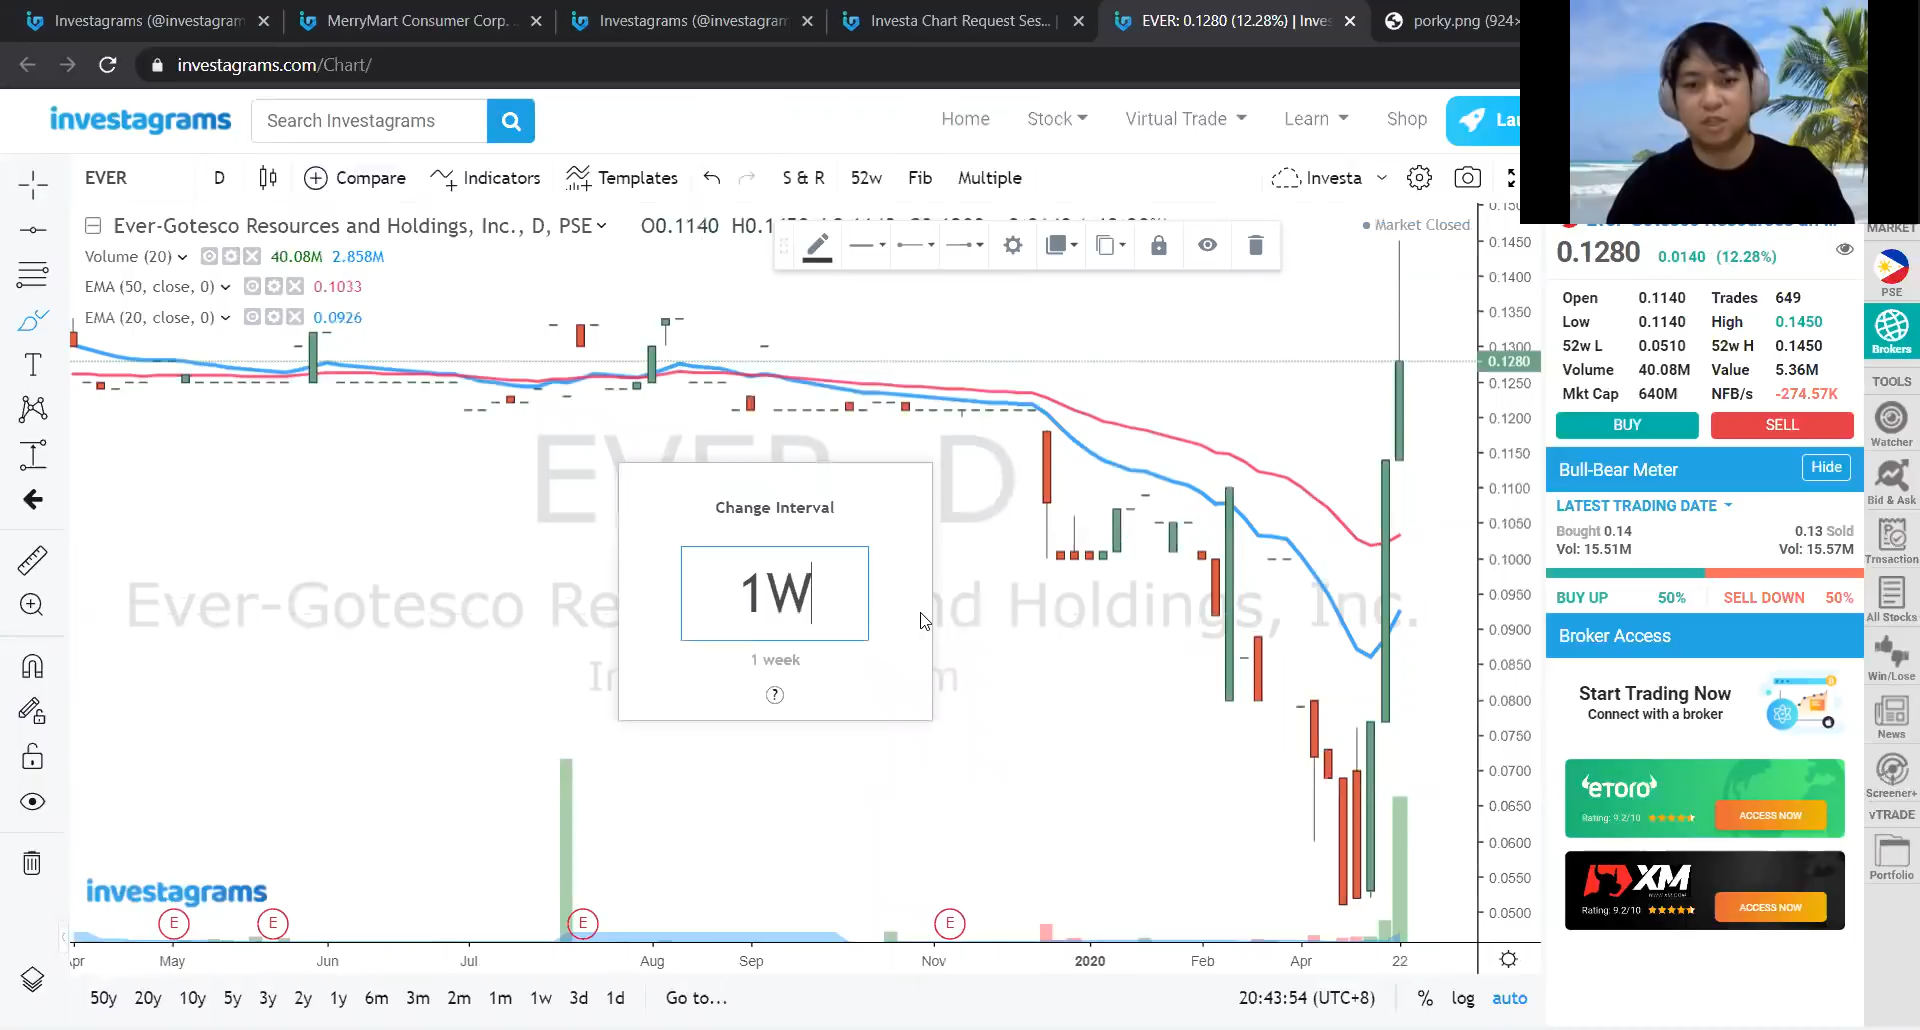 Investagrams (@investagram
MerryMart Consumer Corp.
Investagrams (@investagram
Investa Chart Request Ses...
EVER: 0.1280 (12.28%) | Inves
porky.png (924×
investagrams.com/Chart/
investagrams
Search Investagrams
Home
Stock
Virtual Trade
Learn
Shop
Lau
EVER
D
Compare
Indicators
Templates
S & R
52w
Fib
Multiple
Investa
Ever-Gotesco Resources and Holdings, Inc., D, PSE
O0.1140
Market Closed
Volume (20)
40.08M 2.858M
EMA (50, close, 0)
0.1033
EMA (20, close, 0)
0.0926
Change Interval
1W
1 week
?
investagrams
E
E
E
E
0.1450
0.1400
0.1350
0.1300
0.1280
0.1250
0.1200
0.1150
0.1100
0.1050
0.1000
0.0950
0.0900
0.0850
0.0800
0.0750
0.0700
0.0650
0.0600
0.0550
0.0500
May
Jun
Jul
Aug
Sep
Nov
2020
Feb
Apr
22
50y 20y 10y 5y 3y 2y 1y 6m 3m 2m 1m 1w 3d 1d
Go to...
20:43:54 (UTC+8)
%
log
auto
0.1280
0.0140 (12.28%)
Open 0.1140 Trades 649
Low 0.1140 High 0.1450
52w L 0.0510 52w H 0.1450
Volume 40.08M Value 5.36M
Mkt Cap 640M NFB/s -274.57K
BUY
SELL
Bull-Bear Meter
Hide
LATEST TRADING DATE
Bought 0.14
0.13 Sold
Vol: 15.51M
Vol: 15.57M
BUY UP 50%
SELL DOWN 50%
Broker Access
Start Trading Now
Connect with a broker
eToro
Rating: 9.2/10
ACCESS NOW
XM
Rating: 9.2/10
ACCESS NOW
MARKET
PSE
Brokers
TOOLS
Watcher
Bid & Ask
Trnsaction
All Stocks
Win/Lose
News
Screener+
vTRADE
Portfolio